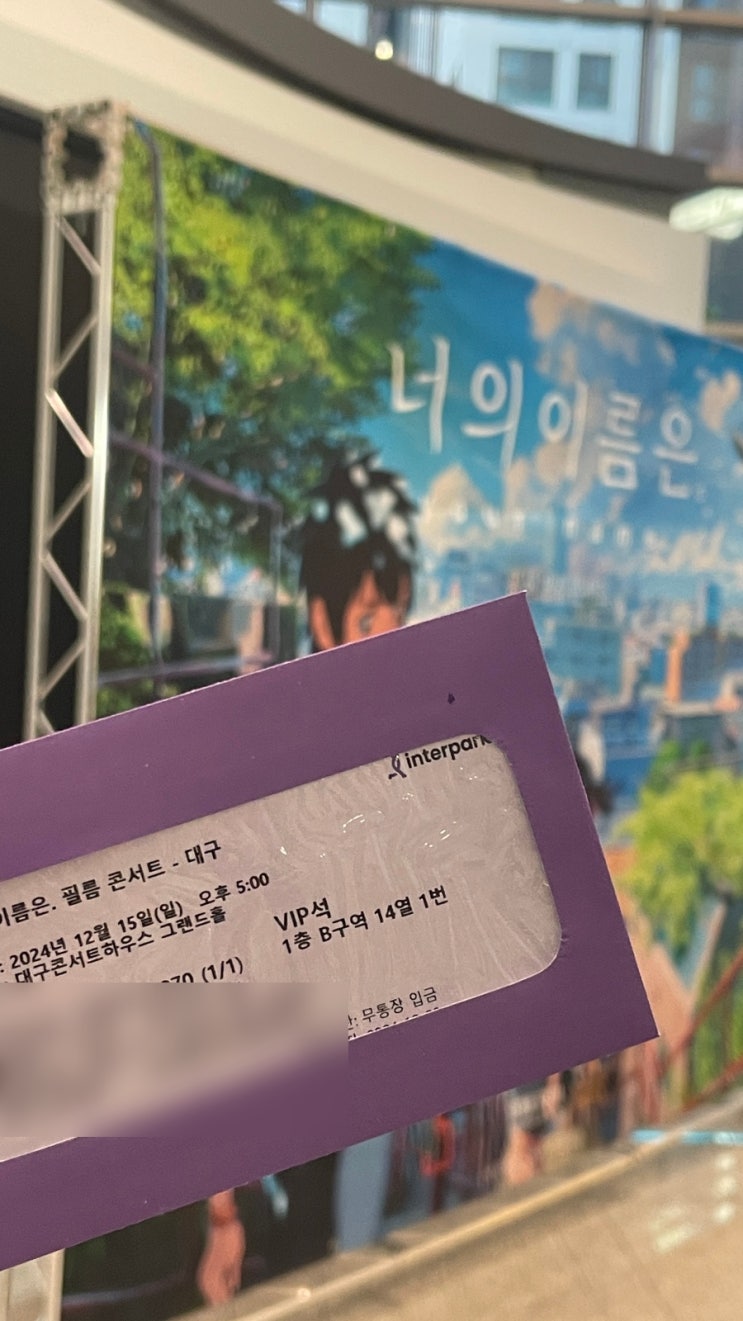 너의 이름은.
interpark
이름은. 필름 콘서트 - 대구
: 2024년 12월 15일(일) 오후 5:00
대구콘서트하우스 그랜드홀
VIP석
1층 B구역 14열 1번
070 (1/1)
: 무통장 입금